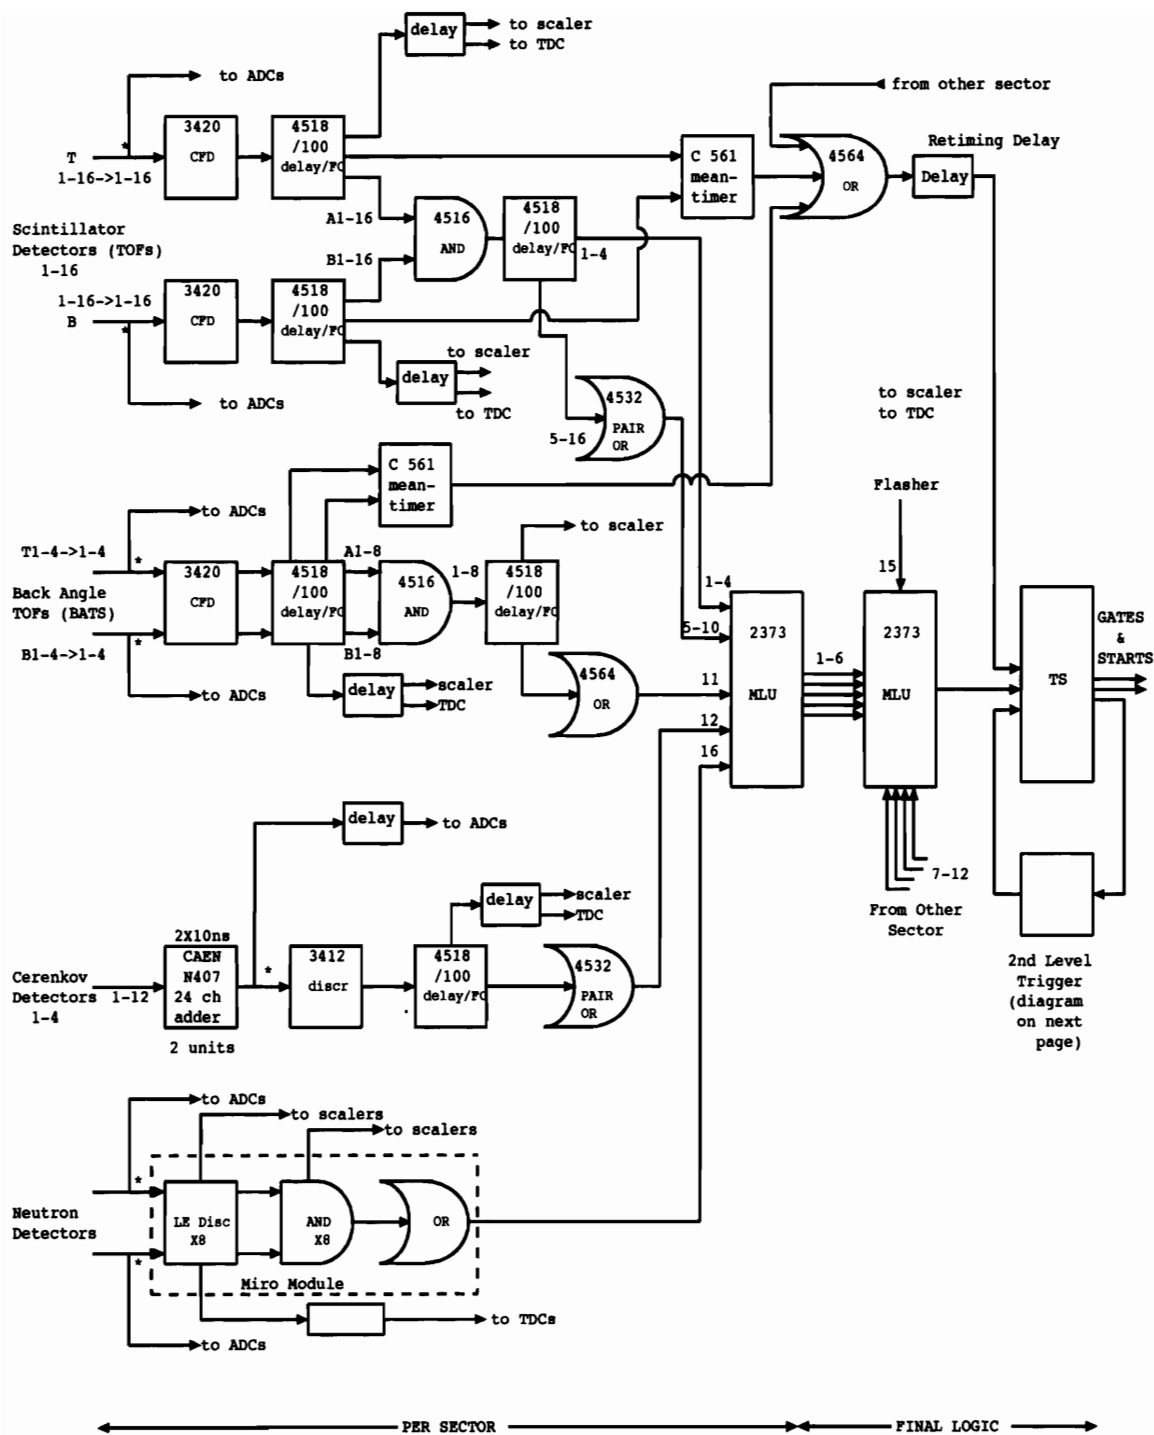 delay
to scaler
to TDC
to ADCs
from other sector
3420
CFD
4518
/100
delay/FO
T
1-16->1-16
C 561
mean-
timer
4564
OR
Retiming Delay
Delay
Scintillator
Detectors (TOFs)
1-16
A1-16
B1-16
4516
AND
4518
/100
delay/FO
1-4
1-16->1-16
B
3420
CFD
4518
/100
delay/FO
to ADCs
to scaler
delay
to TDC
4532
PAIR
OR
5-16
to scaler
to TDC
Flasher
15
C 561
mean-
timer
to ADCs
to scaler
T1-4->1-4
*
Back Angle
TOFs (BATS)
B1-4->1-4
*
3420
CFD
4518
/100
delay/FO
A1-8
B1-8
4516
AND
1-8
4518
/100
delay/FO
to ADCs
delay
scaler
TDC
4564
OR
1-4
5-10
11
12
16
2373
MLU
1-6
2373
MLU
TS
GATES
&
STARTS
7-12
From Other
Sector
2nd Level
Trigger
(diagram
on next
page)
delay
to ADCs
delay
scaler
TDC
Cerenkov
Detectors
1-4
1-12
2X10ns
CAEN
N407
24 ch
adder
2 units
*
3412
discr
4518
/100
delay/FO
4532
PAIR
OR
to ADCs
to scalers
to scalers
Neutron
Detectors
*
*
LE Disc
X8
AND
X8
OR
Miro Module
to TDCs
to ADCs
PER SECTOR
FINAL LOGIC